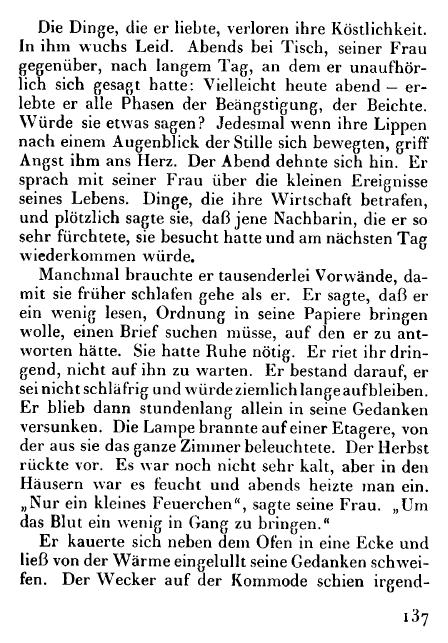 Die Dinge, die er liebte, verloren ihre Köstlichkeit.
In ihm wuchs Leid. Abends bei Tisch, seiner Frau
gegenüber, nach langem Tag, an dem er unaufhör-
lich sich gesagt hatte: Vielleicht heute abend – er-
lebte er alle Phasen der Beängstigung, der Beichte.
Würde sie etwas sagen? Jedesmal wenn ihre Lippen
nach einem Augenblick der Stille sich bewegten, griff
Angst ihm ans Herz. Der Abend dehnte sich hin. Er
sprach mit seiner Frau über die kleinen Ereignisse
seines Lebens. Dinge, die ihre Wirtschaft betrafen,
und plötzlich sagte sie, daß jene Nachbarin, die er so
sehr fürchtete, sie besucht hatte und am nächsten Tag
wiederkommen würde.
Manchmal brauchte er tausenderlei Vorwände, da-
mit sie früher schlafen gehe als er. Er sagte, daß er
ein wenig lesen, Ordnung in seine Papiere bringen
wolle, einen Brief suchen müsse, auf den er zu ant-
worten hätte. Sie hatte Ruhe nötig. Er riet ihr drin-
gend, nicht auf ihn zu warten. Er bestand darauf, er
sei nicht schläfrig und würde ziemlich lange aufbleiben.
Er blieb dann stundenlang allein in seine Gedanken
versunken. Die Lampe brannte auf einer Etagere, von
der aus sie das ganze Zimmer beleuchtete. Der Herbst
rückte vor. Es war noch nicht sehr kalt, aber in den
Häusern war es feucht und abends heizte man ein.
„Nur ein kleines Feuerchen“, sagte seine Frau. „Um
das Blut ein wenig in Gang zu bringen.“
Er kauerte sich neben dem Ofen in eine Ecke und
ließ von der Wärme eingelullt seine Gedanken schwei-
fen. Der Wecker auf der Kommode schien irgend-
137